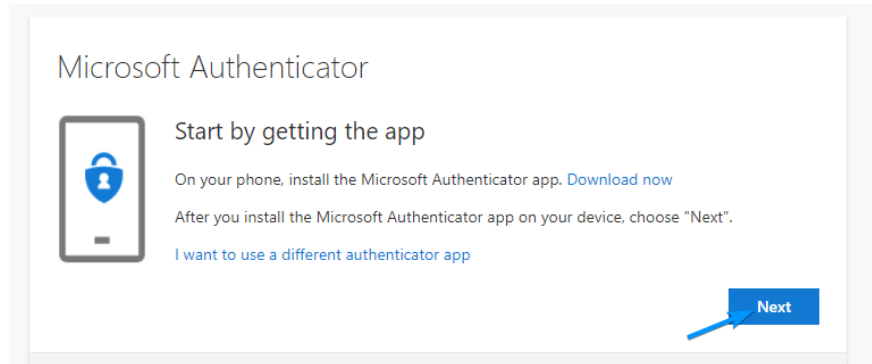 Microsoft Authenticator
Start by getting the app
On your phone, install the Microsoft Authenticator app. Download now
After you install the Microsoft Authenticator app on your device, choose "Next".
I want to use a different authenticator app
Next